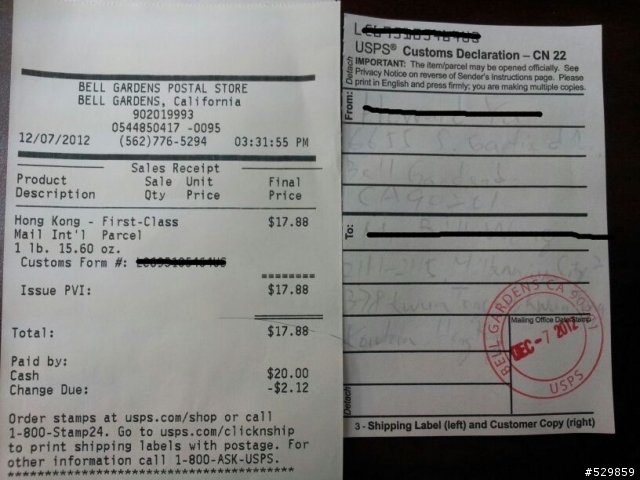 BELL GARDENS POSTAL STORE
BELL GARDENS, California
902019993
0544850417 -0095
12/07/2012 (562)776-5294 03:31:55 PM
Sales Receipt
Product Sale Unit Final
Description Qty Price Price
Hong Kong - First-Class $17.88
Mail Int'l Parcel
1 lb. 15.60 oz.
Customs Form #:
========
Issue PVI: $17.88
Total: $17.88
Paid by:
Cash $20.00
Change Due: -$2.12
Order stamps at usps.com/shop or call
1-800-Stamp24. Go to usps.com/clicknship
to print shipping labels with postage. For
other information call 1-800-ASK-USPS.
USPS® Customs Declaration – CN 22
IMPORTANT: The item/parcel may be opened officially. See
Privacy Notice on reverse of Sender's Instructions page. Please
print in English and press firmly; you are making multiple copies.
Detach
From:
Bell Gardens
To:
Mailing Office Date Stamp
BELL GARDENS CA 90201
DEC -7 2012
USPS
Detach
3 - Shipping Label (left) and Customer Copy (right)
#529859